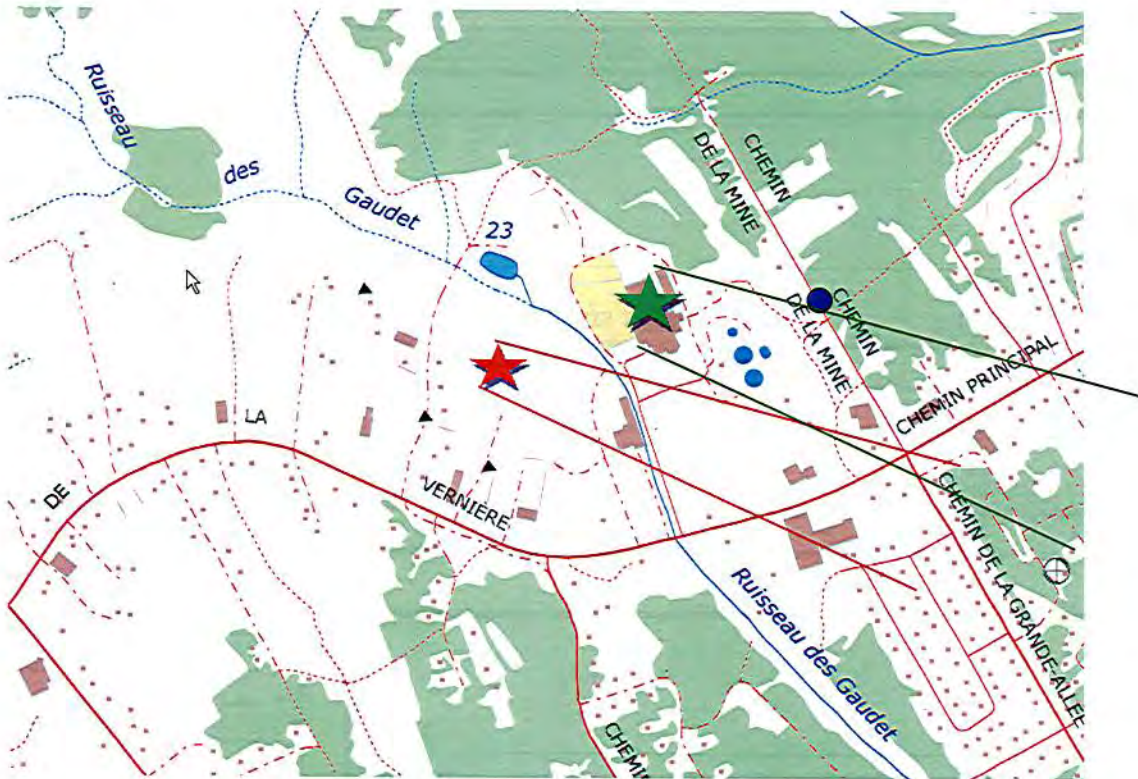 Ruisseau
des
Gaudet
23
CHEMIN
DE LA MINE
CHEMIN
DE LA MINE
CHEMIN PRINCIPAL
LA
DE
VERNIÈRE
CHEMIN DE LA GRANDE-ALLÉE
Ruisseau des Gaudet
CHEMIN